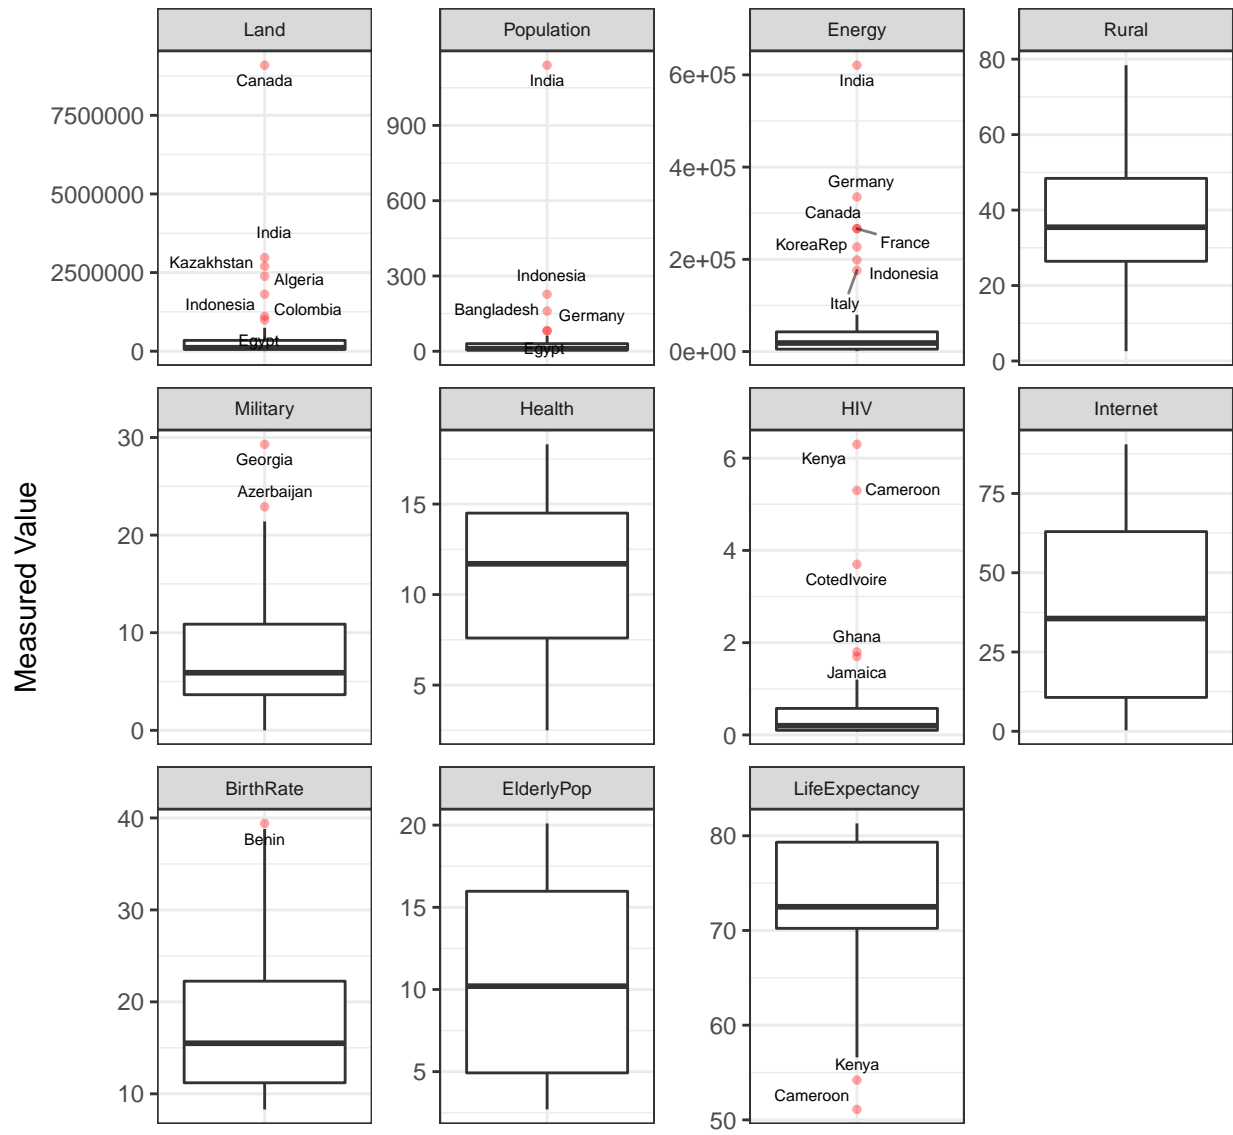 Measured Value
Land
7500000
5000000
2500000
0
Canada
India
Kazakhstan
Algeria
Indonesia
Colombia
Egypt
Population
900
600
300
0
India
Indonesia
Bangladesh
Germany
Egypt
Energy
6e+05
4e+05
2e+05
0e+00
India
Germany
Canada
KoreaRep
France
Indonesia
Italy
Rural
80
60
40
20
0
Military
30
20
10
0
Georgia
Azerbaijan
Health
15
10
5
HIV
6
4
2
0
Kenya
Cameroon
CotedIvoire
Ghana
Jamaica
Internet
75
50
25
0
BirthRate
40
30
20
10
Benin
ElderlyPop
20
15
10
5
LifeExpectancy
80
70
60
50
Kenya
Cameroon